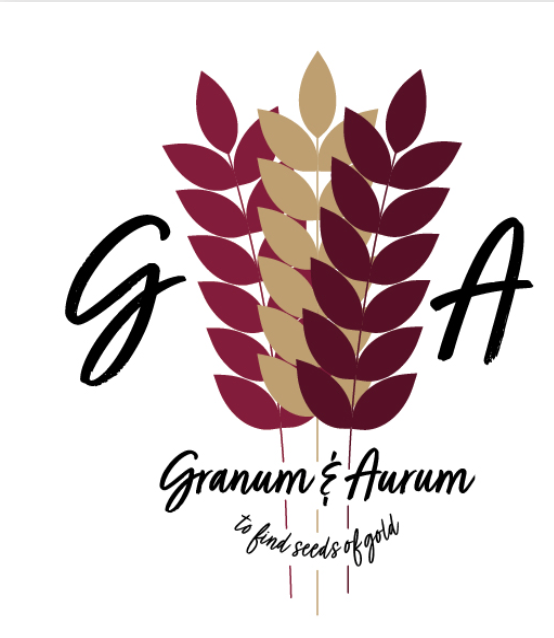 G A
Granum & Aurum
to find seeds of gold